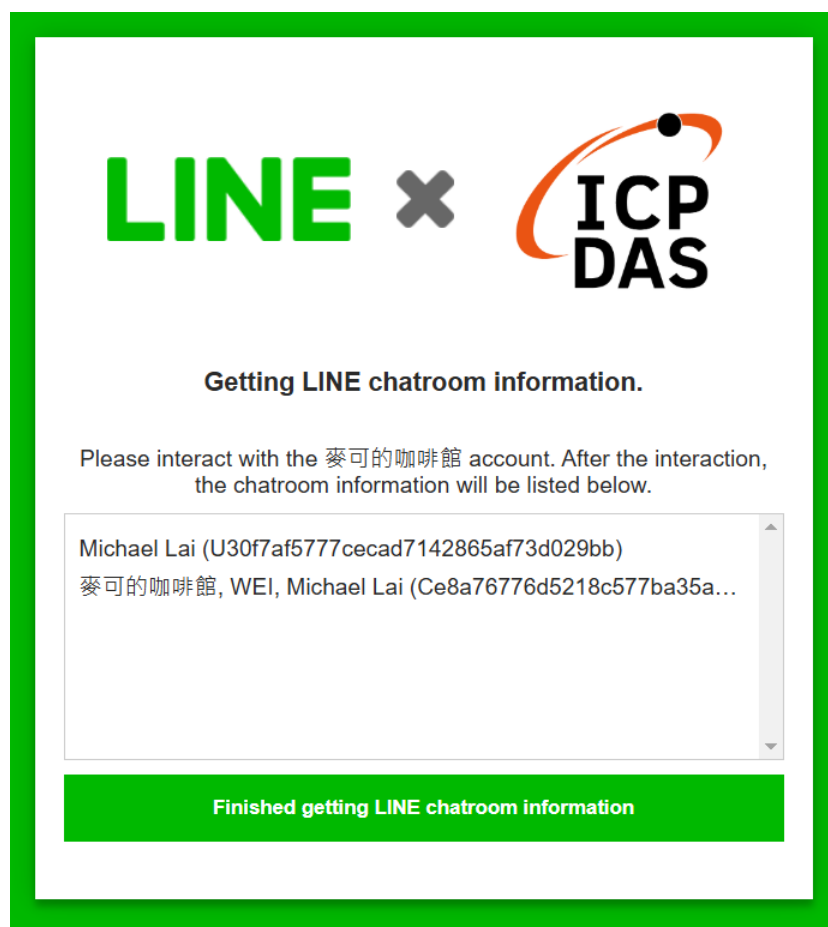 LINE
ICP
DAS
Getting LINE chatroom information.
Please interact with the 麥可的咖啡館 account. After the interaction,
the chatroom information will be listed below.
Michael Lai (U30f7af5777cecad7142865af73d029bb)
麥可的咖啡館, WEI, Michael Lai (Ce8a76776d5218c577ba35a…
Finished getting LINE chatroom information